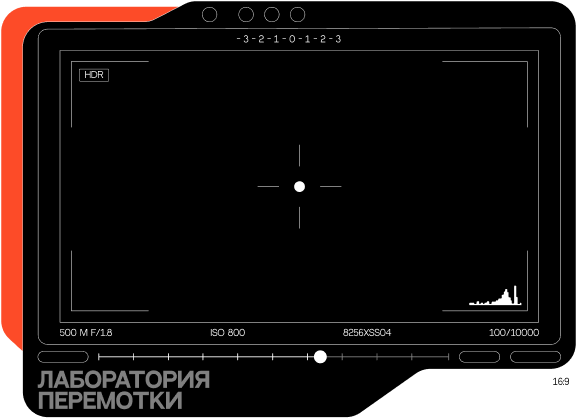 -3-2-1-0-1-2-3
HDR
500 M F/1.8
ISO 800
8256XSS04
100/10000
16:9
ЛАБОРАТОРИЯ
ПЕРЕМОТКИ